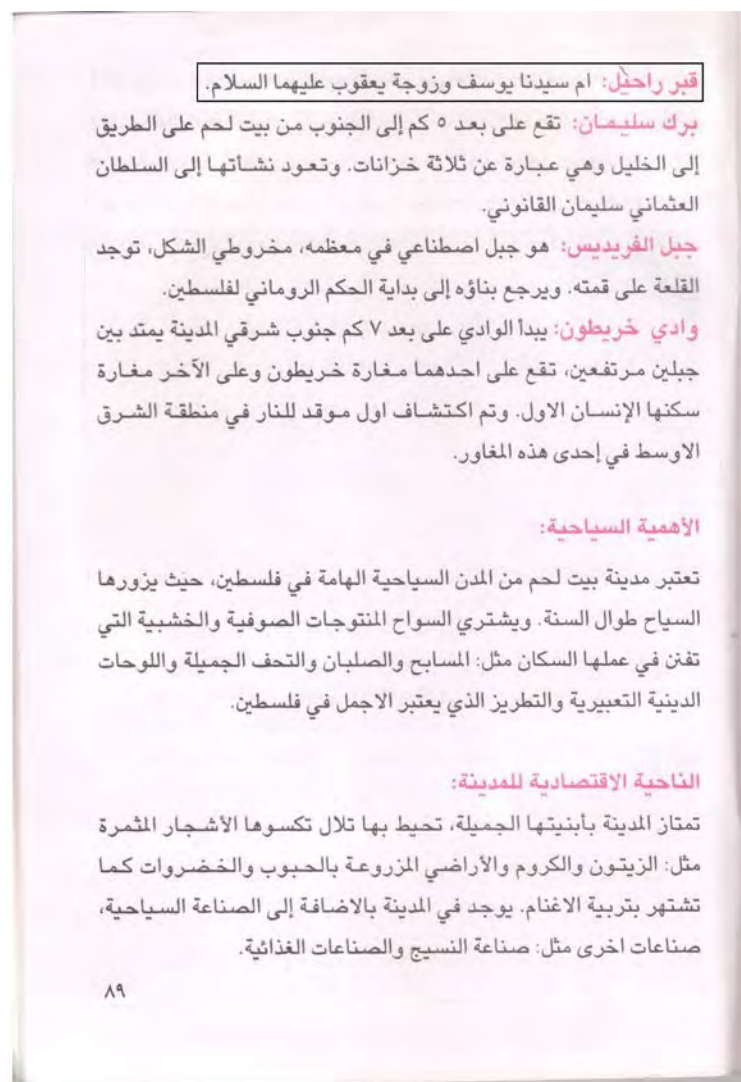 قبر راحيل: ام سيدنا يوسف وزوجة يعقوب عليهما السلام.
برك سليمان: تقع على بعد ٥ كم إلى الجنوب من بيت لحم على الطريق
إلى الخليل وهي عبارة عن ثلاثة خزانات. وتعود نشأتها إلى السلطان
العثماني سليمان القانوني.
جبل الفريديس: هو جبل اصطناعي في معظمه، مخروطي الشكل، توجد
القلعة على قمته. ويرجع بناؤه إلى بداية الحكم الروماني لفلسطين.
وادي خريطون: يبدأ الوادي على بعد ٧ كم جنوب شرقي المدينة يمتد بين
جبلين مرتفعين، تقع على احدهما مغارة خريطون وعلى الآخر مغارة
سكنها الإنسان الاول. وتم اكتشاف اول موقد للنار في منطقة الشرق
الاوسط في إحدى هذه المغاور.
الأهمية السياحية:
تعتبر مدينة بيت لحم من المدن السياحية الهامة في فلسطين، حيث يزورها
السياح طوال السنة. ويشتري السواح المنتوجات الصوفية والخشبية التي
تفنن في عملها السكان مثل: المسابح والصلبان والتحف الجميلة واللوحات
الدينية التعبيرية والتطريز الذي يعتبر الاجمل في فلسطين.
الناحية الاقتصادية للمدينة:
تمتاز المدينة بأبنيتها الجميلة، تحيط بها تلال تكسوها الأشجار المثمرة
مثل: الزيتون والكروم والأراضي المزروعة بالحبوب والخضروات كما
تشتهر بتربية الاغنام. يوجد في المدينة بالاضافة إلى الصناعة السياحية،
صناعات اخرى مثل: صناعة النسيج والصناعات الغذائية.
٨٩